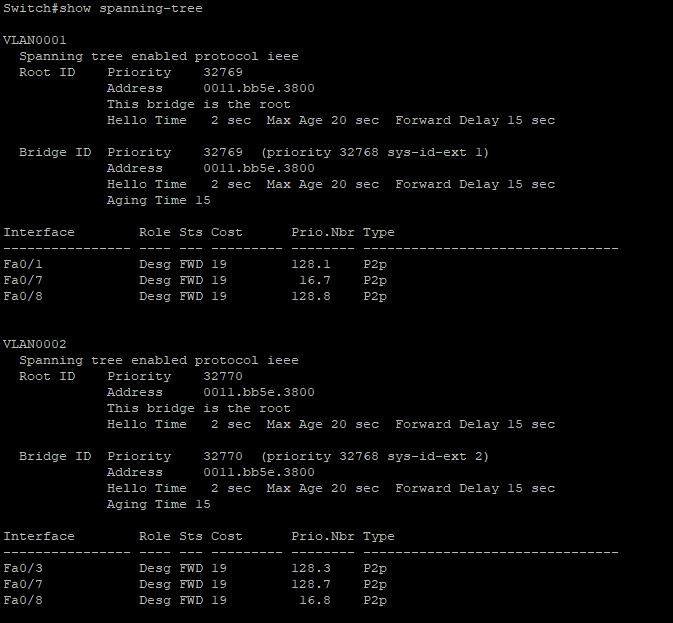 Switch#show spanning-tree

VLAN0001
  Spanning tree enabled protocol ieee
  Root ID    Priority    32769
             Address     0011.bb5e.3800
             This bridge is the root
             Hello Time   2 sec  Max Age 20 sec  Forward Delay 15 sec

  Bridge ID  Priority    32769  (priority 32768 sys-id-ext 1)
             Address     0011.bb5e.3800
             Hello Time   2 sec  Max Age 20 sec  Forward Delay 15 sec
             Aging Time 15

Interface        Role Sts Cost      Prio.Nbr Type
---------------- ---- --- --------- -------- --------------------------------
Fa0/1            Desg FWD 19        128.1    P2p
Fa0/7            Desg FWD 19         16.7    P2p
Fa0/8            Desg FWD 19        128.8    P2p


VLAN0002
  Spanning tree enabled protocol ieee
  Root ID    Priority    32770
             Address     0011.bb5e.3800
             This bridge is the root
             Hello Time   2 sec  Max Age 20 sec  Forward Delay 15 sec

  Bridge ID  Priority    32770  (priority 32768 sys-id-ext 2)
             Address     0011.bb5e.3800
             Hello Time   2 sec  Max Age 20 sec  Forward Delay 15 sec
             Aging Time 15

Interface        Role Sts Cost      Prio.Nbr Type
---------------- ---- --- --------- -------- --------------------------------
Fa0/3            Desg FWD 19        128.3    P2p
Fa0/7            Desg FWD 19        128.7    P2p
Fa0/8            Desg FWD 19         16.8    P2p